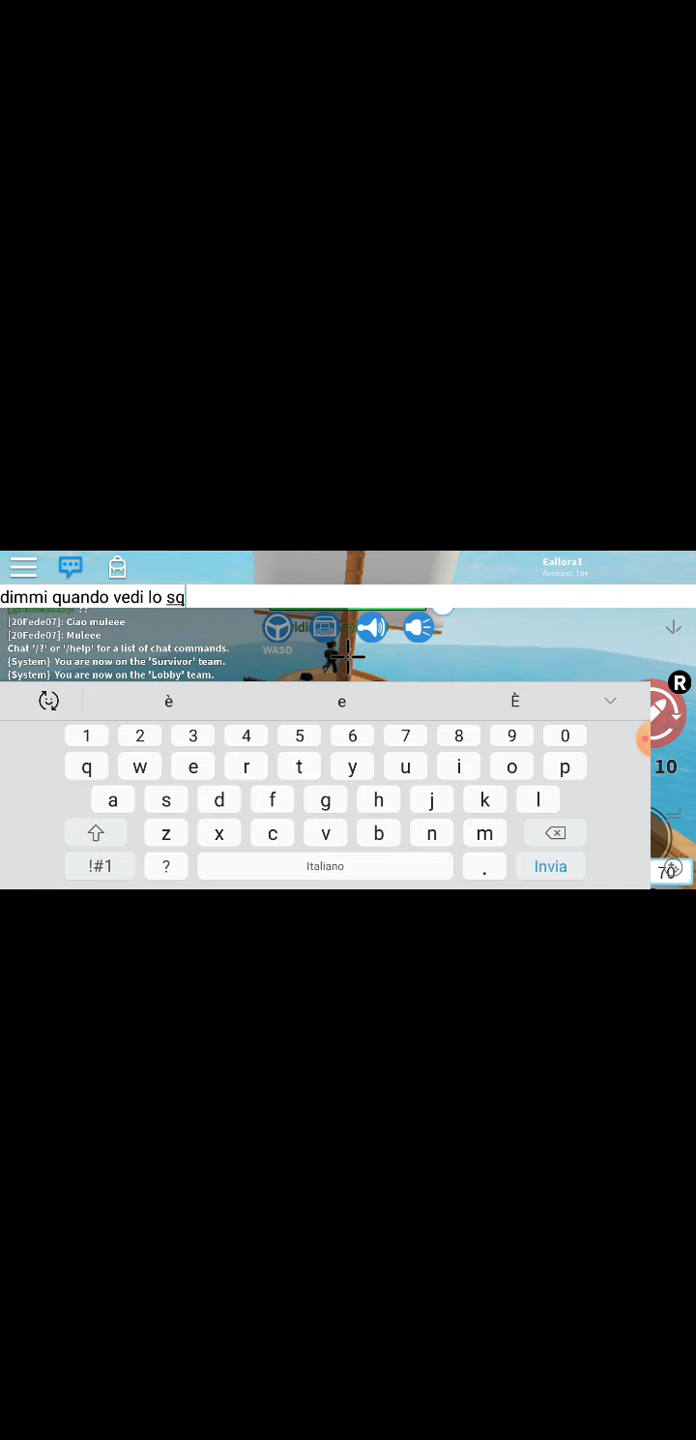 Eallora1
Account: 13+
dimmi quando vedi lo sq
[20Fede07]: Ciao muleee
[20Fede07]: Muleee
Chat '/?' or '/help' for a list of chat commands.
{System} You are now on the 'Survivor' team.
{System} You are now on the 'Lobby' team.
WASD
R
10
70
è e È
1 2 3 4 5 6 7 8 9 0
q w e r t y u i o p
a s d f g h j k l
z x c v b n m
!#1 ? Italiano . Invia